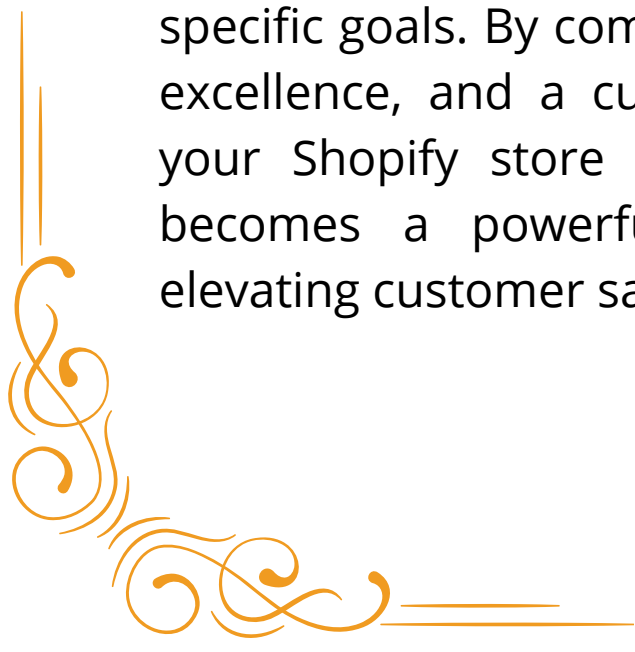 specific goals. By com
excellence, and a cu
your Shopify store
becomes a powerfu
elevating customer sa